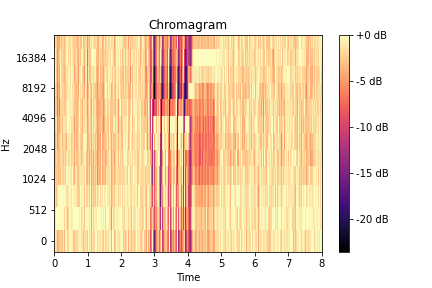 Chromagram
+0 dB
16384
-5 dB
8192
4096
-10 dB
Hz
2048
-15 dB
1024
512
-20 dB
0
0 1 2 3 4 5 6 7 8
Time